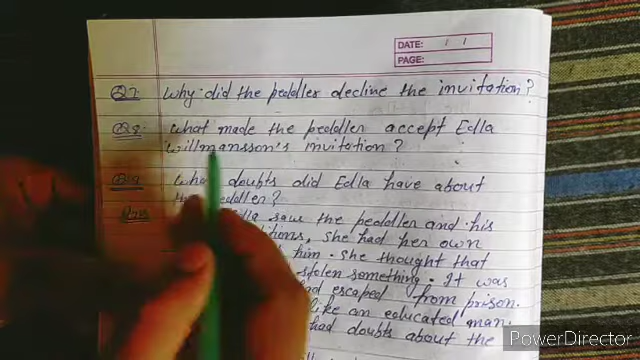 DATE: / /
PAGE:
Q7. Why did the peddler decline the invitation?
Q8. What made the peddler accept Edla
Willmansson's invitation?
Q9. What doubts did Edla have about
the peddler?
saw the peddler and his
she had her own
him. She thought that
stolen something. It was
had escaped from prison.
like an educated man.
had doubts about the
PowerDirector